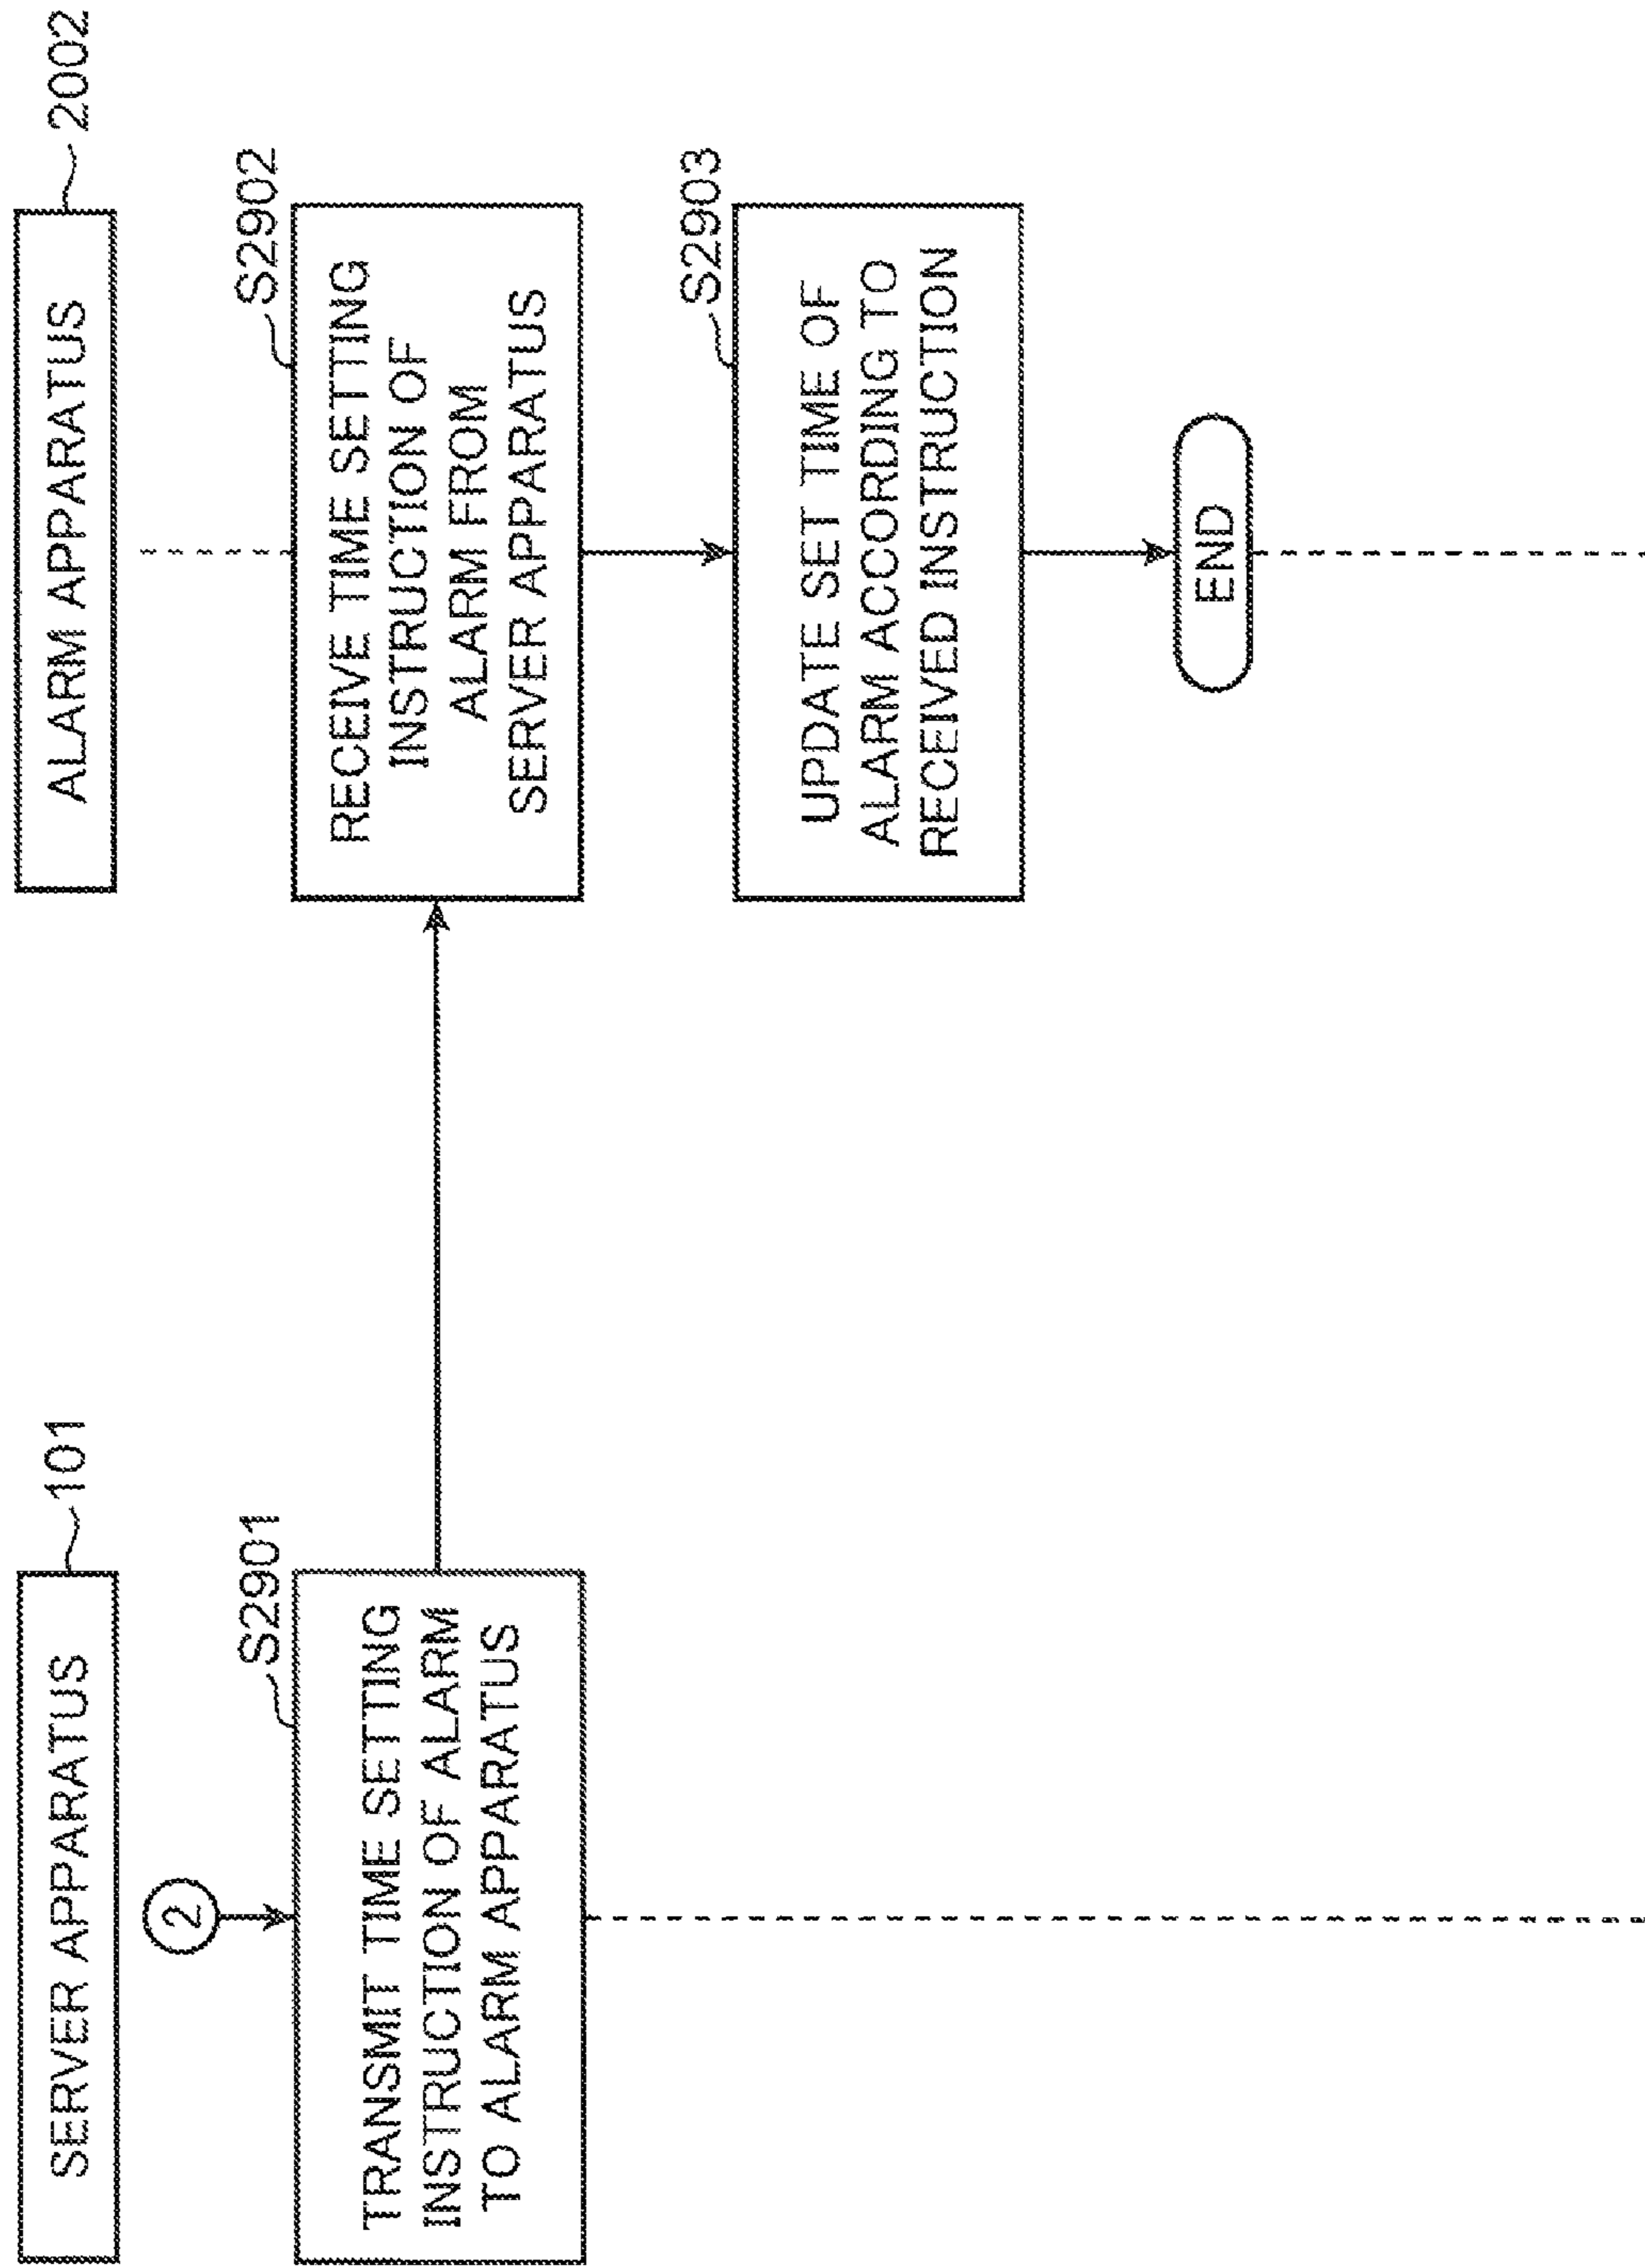 SERVER APPARATUS
101
ALARM APPARATUS
2002
2
S2901
TRANSMIT TIME SETTING
INSTRUCTION OF ALARM
TO ALARM APPARATUS
S2902
RECEIVE TIME SETTING
INSTRUCTION OF
ALARM FROM
SERVER APPARATUS
S2903
UPDATE SET TIME OF
ALARM ACCORDING TO
RECEIVED INSTRUCTION
END